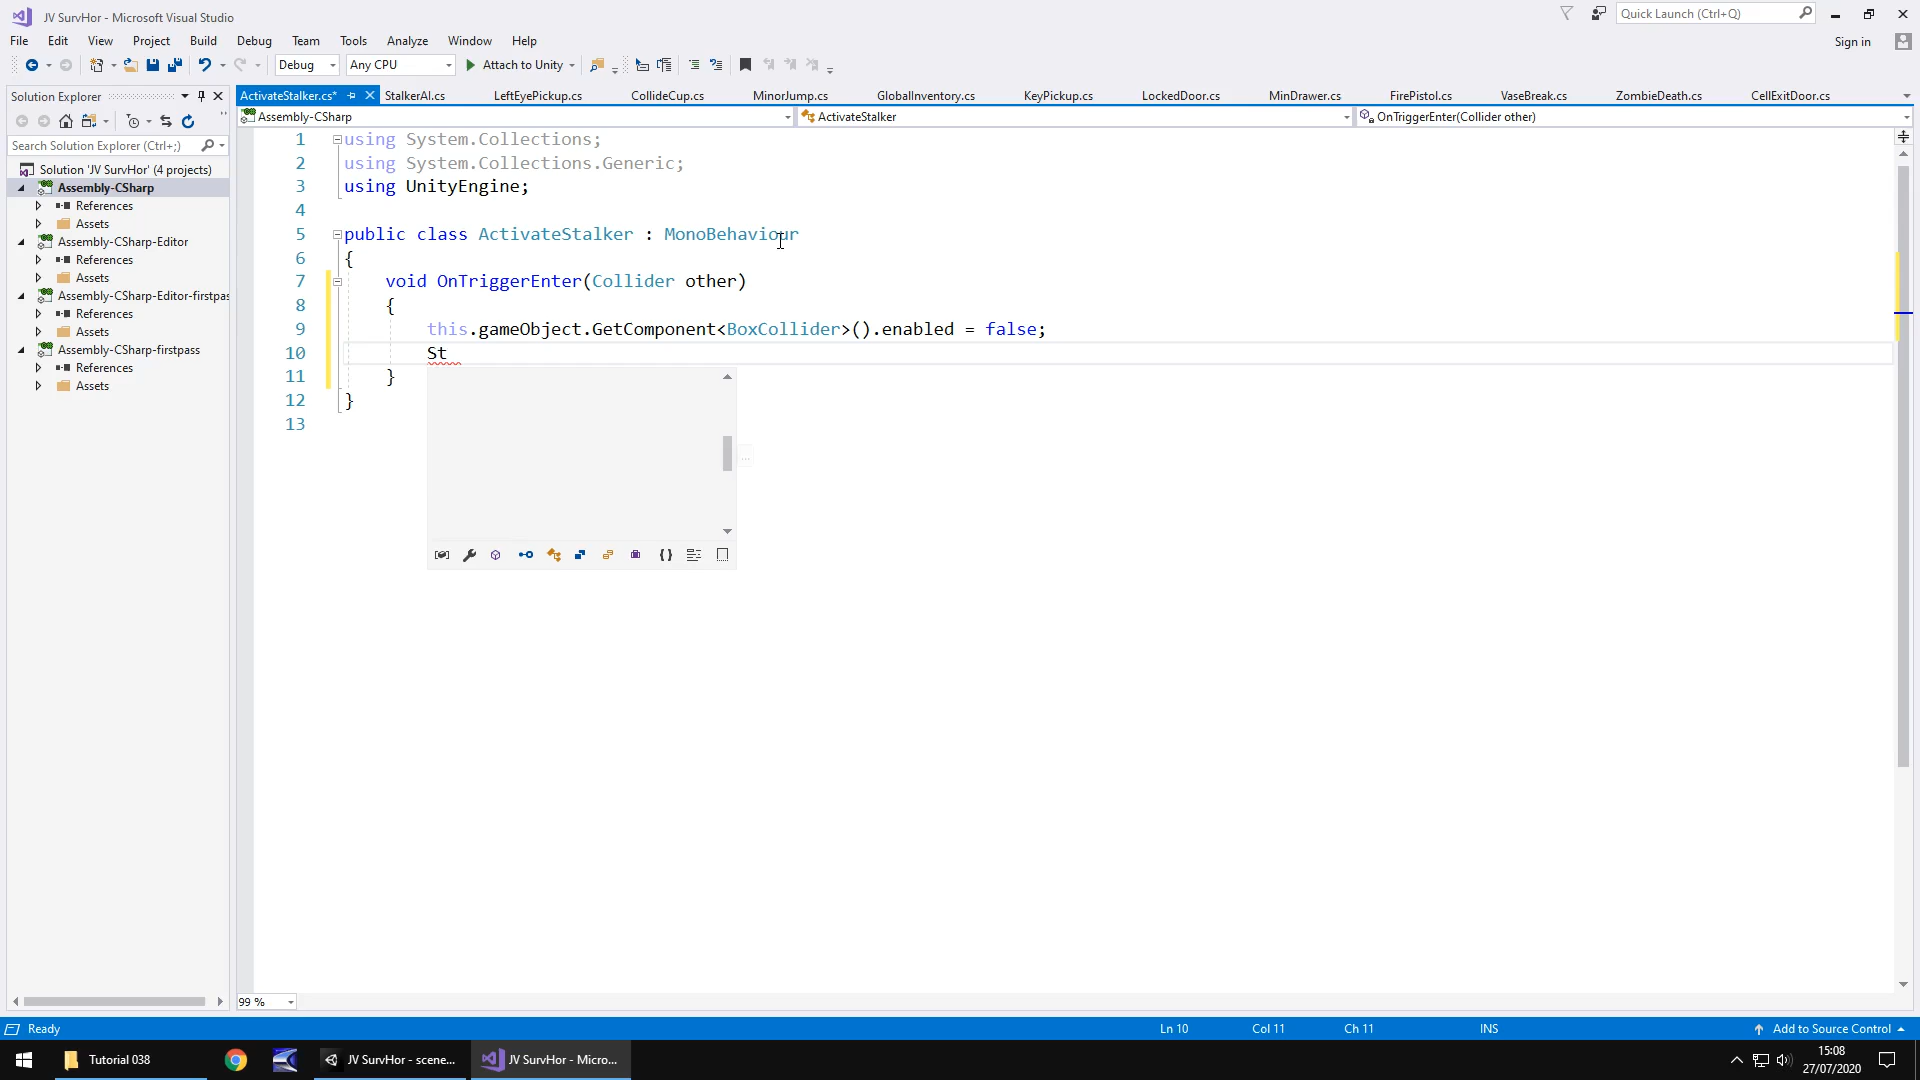 JV SurvHor - Microsoft Visual Studio
Quick Launch (Ctrl+Q)
File Edit View Project Build Debug Team Tools Analyze Window Help
Sign in
Debug Any CPU Attach to Unity
Solution Explorer
ActivateStalker.cs* StalkerAI.cs LeftEyePickup.cs CollideCup.cs MinorJump.cs GlobalInventory.cs KeyPickup.cs LockedDoor.cs MinDrawer.cs FirePistol.cs VaseBreak.cs ZombieDeath.cs CellExitDoor.cs
Assembly-CSharp ActivateStalker OnTriggerEnter(Collider other)
Search Solution Explorer (Ctrl+;)
Solution 'JV SurvHor' (4 projects)
Assembly-CSharp
References
Assets
Assembly-CSharp-Editor
References
Assets
Assembly-CSharp-Editor-firstpas
References
Assets
Assembly-CSharp-firstpass
References
Assets
1 using System.Collections;
2 using System.Collections.Generic;
3 using UnityEngine;
4
5 public class ActivateStalker : MonoBehaviour
6 {
7 void OnTriggerEnter(Collider other)
8 {
9 this.gameObject.GetComponent<BoxCollider>().enabled = false;
10 St
11 }
12 }
13
99 %
Ready Ln 10 Col 11 Ch 11 INS Add to Source Control
Tutorial 038 JV SurvHor - scene... JV SurvHor - Micro...
15:08
27/07/2020